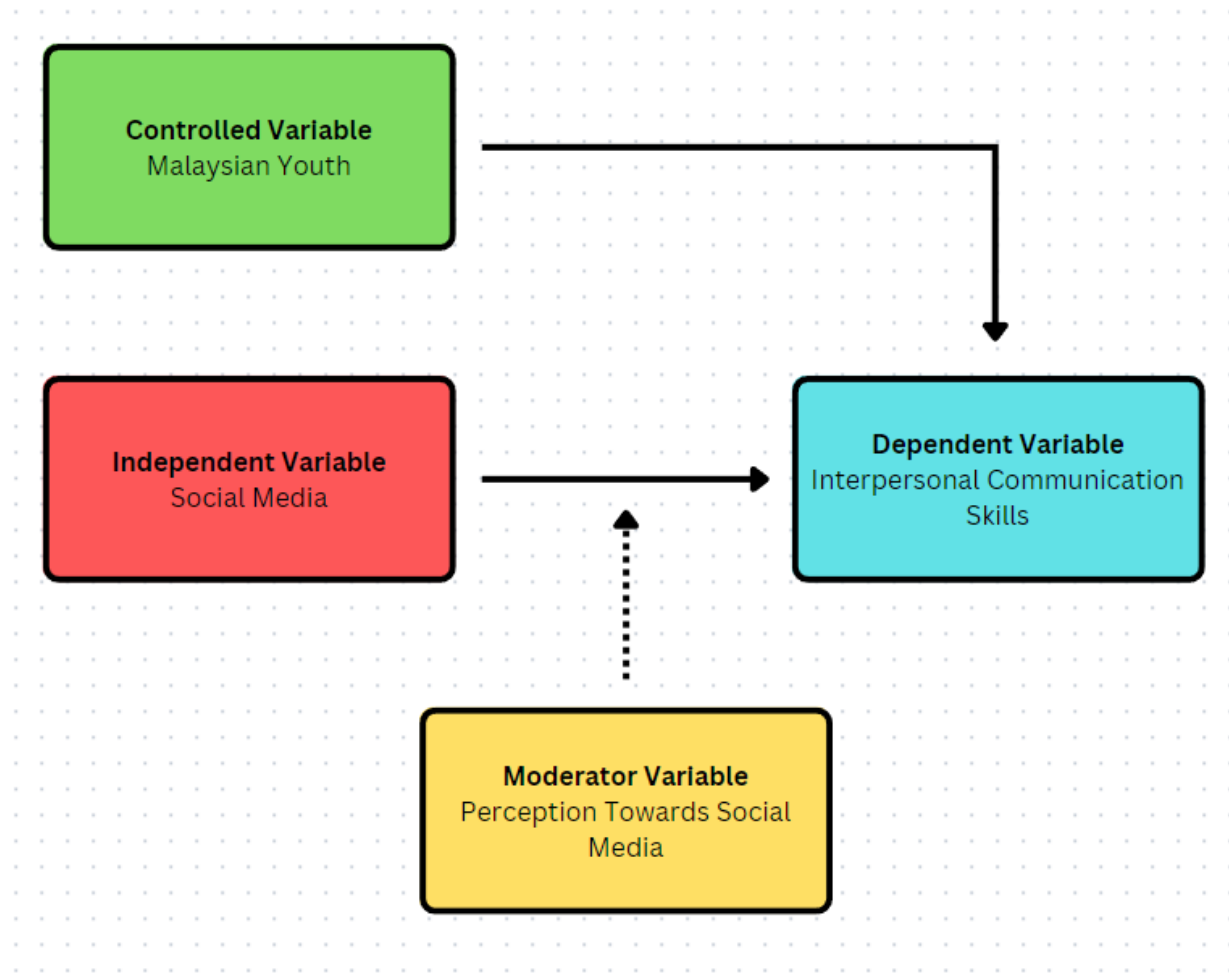 Controlled Variable
Malaysian Youth
Independent Variable
Social Media
Dependent Variable
Interpersonal Communication
Skills
Moderator Variable
Perception Towards Social
Media